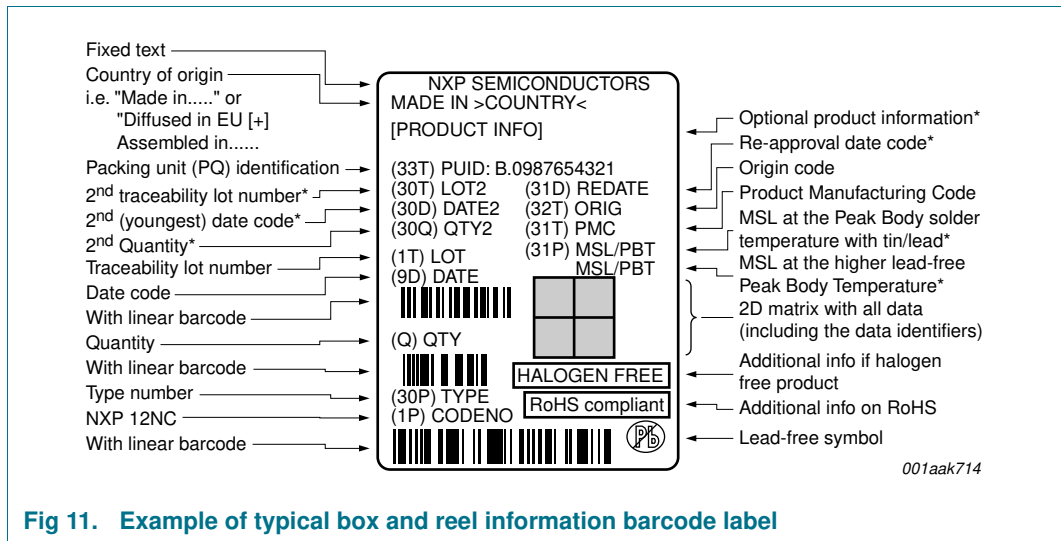 Fixed text
Country of origin
i.e. "Made in....." or
"Diffused in EU [+]
Assembled in......
Packing unit (PQ) identification
2nd traceability lot number*
2nd (youngest) date code*
2nd Quantity*
Traceability lot number
Date code
With linear barcode
Quantity
With linear barcode
Type number
NXP 12NC
With linear barcode
NXP SEMICONDUCTORS
MADE IN >COUNTRY<
[PRODUCT INFO]
(33T) PUID: B.0987654321
(30T) LOT2 (31D) REDATE
(30D) DATE2 (32T) ORIG
(30Q) QTY2 (31T) PMC
(31P) MSL/PBT
(1T) LOT MSL/PBT
(9D) DATE
(Q) QTY
HALOGEN FREE
(30P) TYPE
RoHS compliant
(1P) CODENO
Pb
Optional product information*
Re-approval date code*
Origin code
Product Manufacturing Code
MSL at the Peak Body solder
temperature with tin/lead*
MSL at the higher lead-free
Peak Body Temperature*
2D matrix with all data
(including the data identifiers)
Additional info if halogen
free product
Additional info on RoHS
Lead-free symbol
001aak714
Fig 11. Example of typical box and reel information barcode label